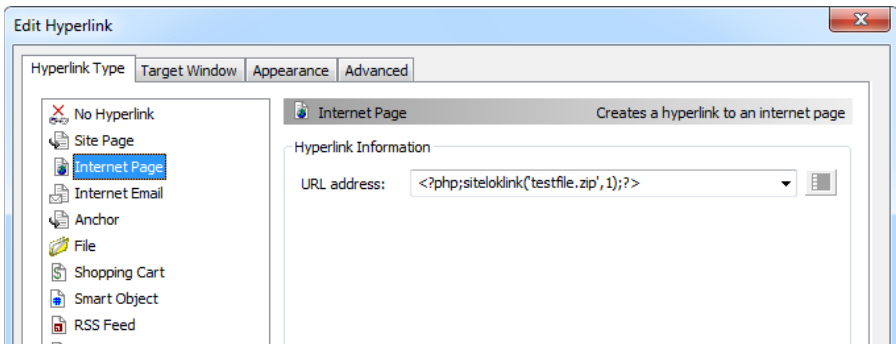 Edit Hyperlink
Hyperlink Type Target Window Appearance Advanced
No Hyperlink
Site Page
Internet Page
Internet Email
Anchor
File
Shopping Cart
Smart Object
RSS Feed
Internet Page Creates a hyperlink to an internet page
Hyperlink Information
URL address: <?php;siteloklink('testfile.zip',1);?>